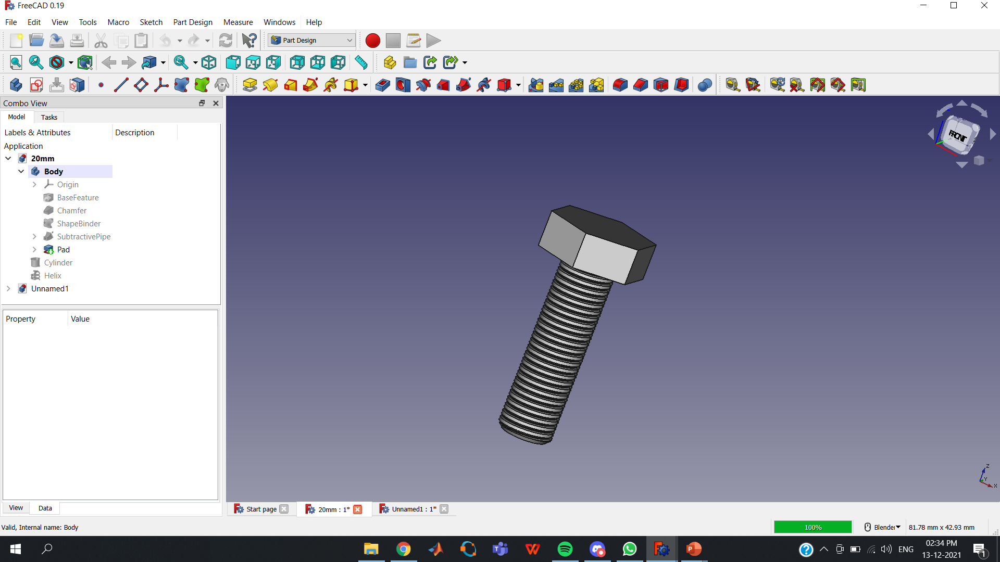 FreeCAD 0.19
File Edit View Tools Macro Sketch Part Design Measure Windows Help
Part Design
Combo View
Model Tasks
Labels & Attributes Description
Application
20mm
Body
Origin
BaseFeature
Chamfer
ShapeBinder
SubtractivePipe
Pad
Cylinder
Helix
Unnamed1
Property Value
FRONT
Z
Y
X
View Data
Start page 20mm : 1* Unnamed1 : 1*
Valid, Internal name: Body
100%
Blender
81.78 mm x 42.93 mm
ENG
02:34 PM
13-12-2021
1